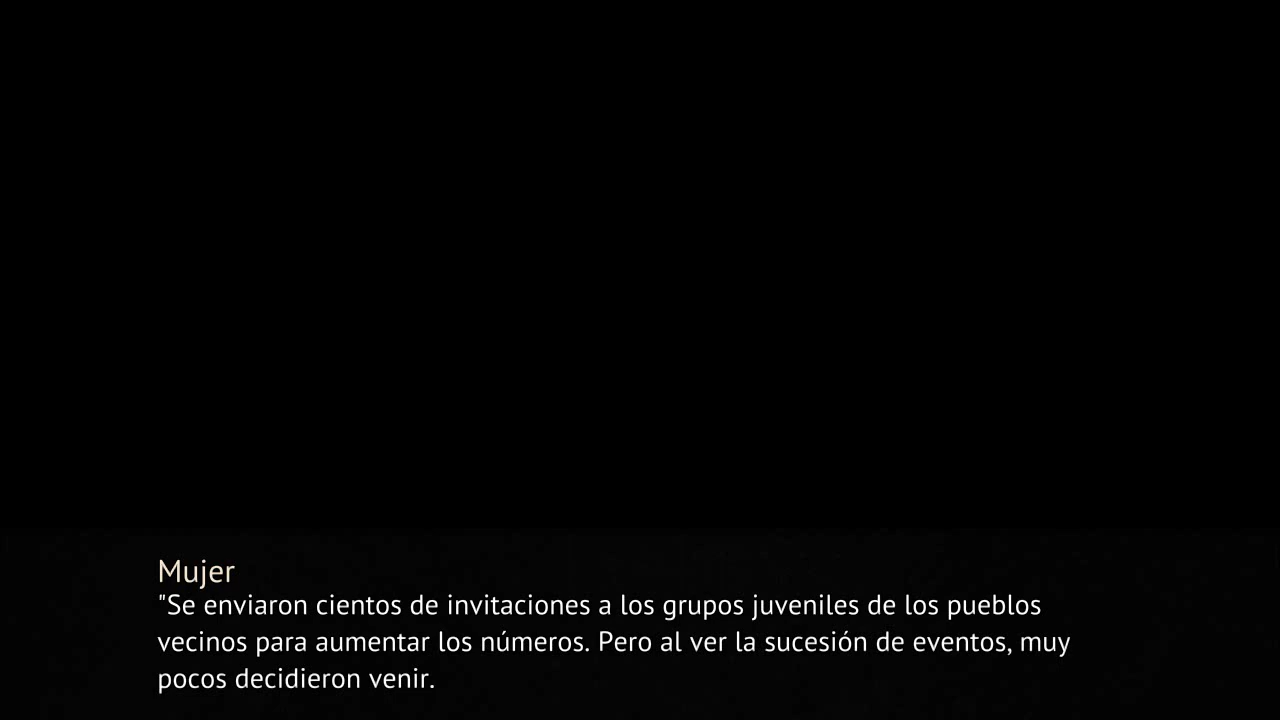 Mujer
"Se enviaron cientos de invitaciones a los grupos juveniles de los pueblos
vecinos para aumentar los números. Pero al ver la sucesión de eventos, muy
pocos decidieron venir.